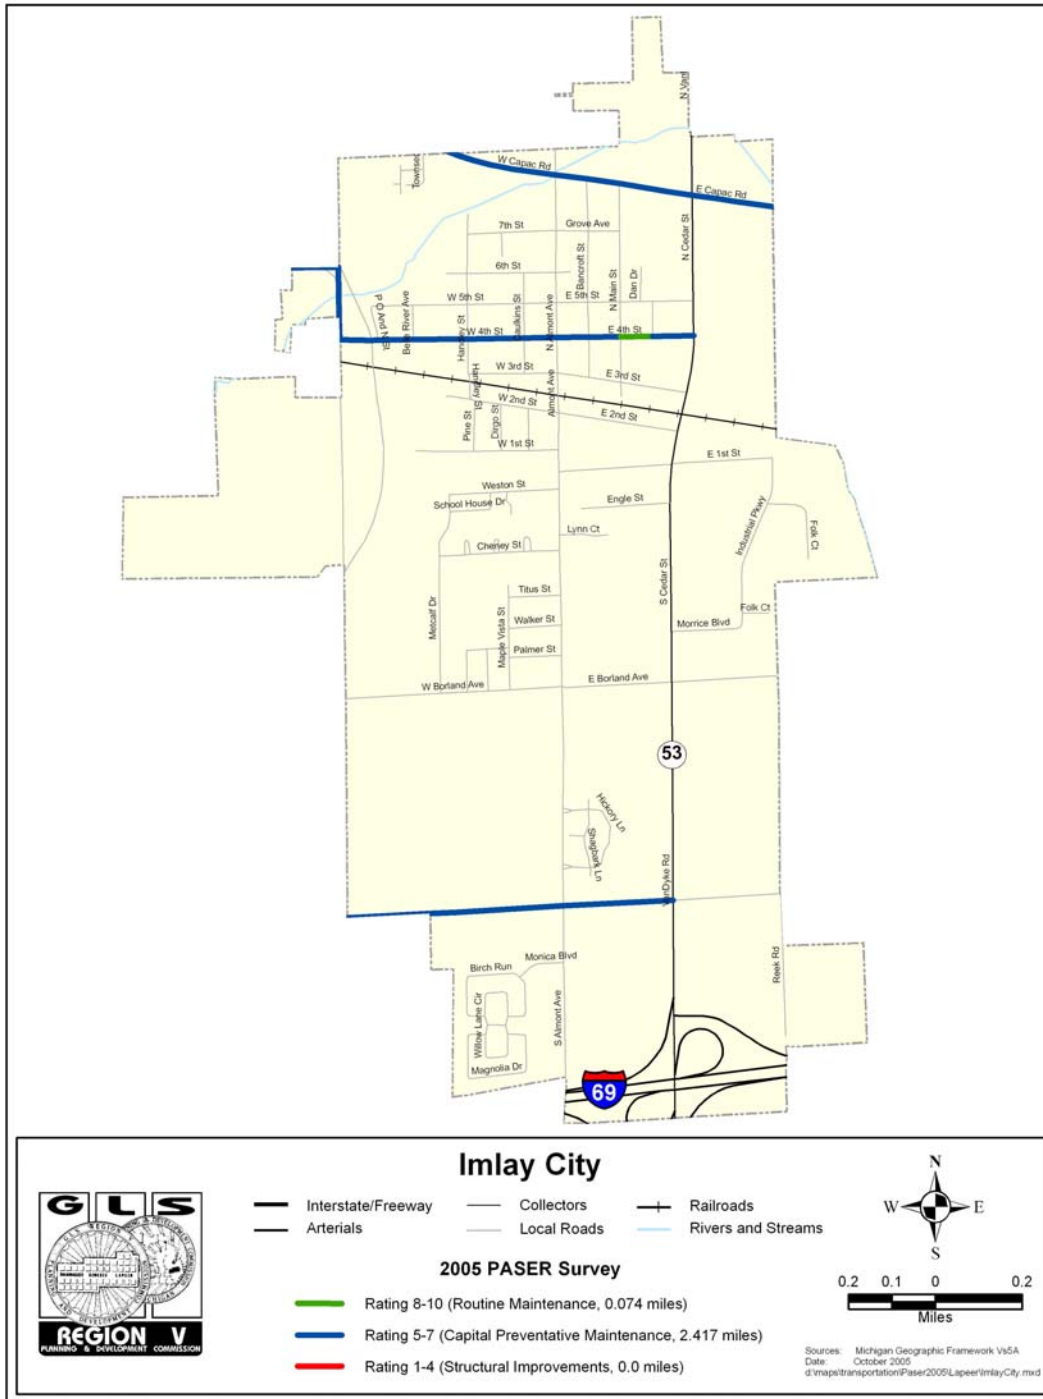 N Van
W Capac Rd
E Capac Rd
Townsen
N Cedar St
7th St
Grove Ave
6th St
Bancroft St
N Main St
Dan Dr
P O And N St
Belle River Ave
W 5th St
E 5th St
Handley St
Caulkins St
N Almont Ave
W 4th St
E 4th St
W 3rd St
E 3rd St
Handley St
Almont Ave
W 2nd St
E 2nd St
Pine St
Dirgo St
W 1st St
E 1st St
Weston St
School House Dr
Engle St
Industrial Pkwy
Folk Ct
Lynn Ct
Cheney St
S Cedar St
Titus St
Metcalf Dr
Maple Vista St
Walker St
Folk Ct
Morrice Blvd
Palmer St
W Borland Ave
E Borland Ave
53
Hickory Ln
Shagbark Ln
VanDyke Rd
Monica Blvd
Birch Run
Reek Rd
Willow Lane Cir
S Almont Ave
Magnolia Dr
69
Imlay City
GLS
REGION V
PLANNING & DEVELOPMENT COMMISSION
Interstate/Freeway
Collectors
Railroads
Arterials
Local Roads
Rivers and Streams
2005 PASER Survey
Rating 8-10 (Routine Maintenance, 0.074 miles)
Rating 5-7 (Capital Preventative Maintenance, 2.417 miles)
Rating 1-4 (Structural Improvements, 0.0 miles)
N
W E
S
0.2 0.1 0 0.2
Miles
Sources: Michigan Geographic Framework Vs5A
Date: October 2005
d:\maps\transportation\Paser2005\Lapeer\ImlayCity.mxd